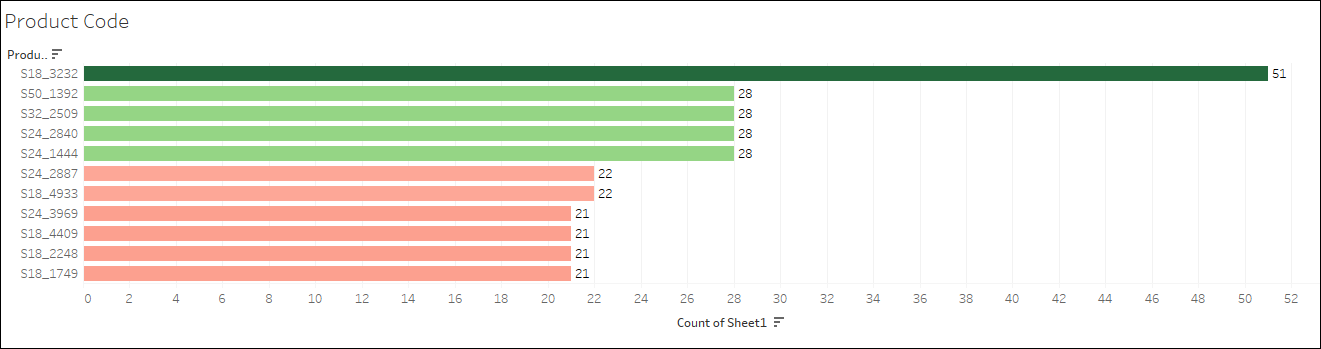 Product Code
Produ..
S18_3232 51
S50_1392 28
S32_2509 28
S24_2840 28
S24_1444 28
S24_2887 22
S18_4933 22
S24_3969 21
S18_4409 21
S18_2248 21
S18_1749 21
0 2 4 6 8 10 12 14 16 18 20 22 24 26 28 30 32 34 36 38 40 42 44 46 48 50 52
Count of Sheet1